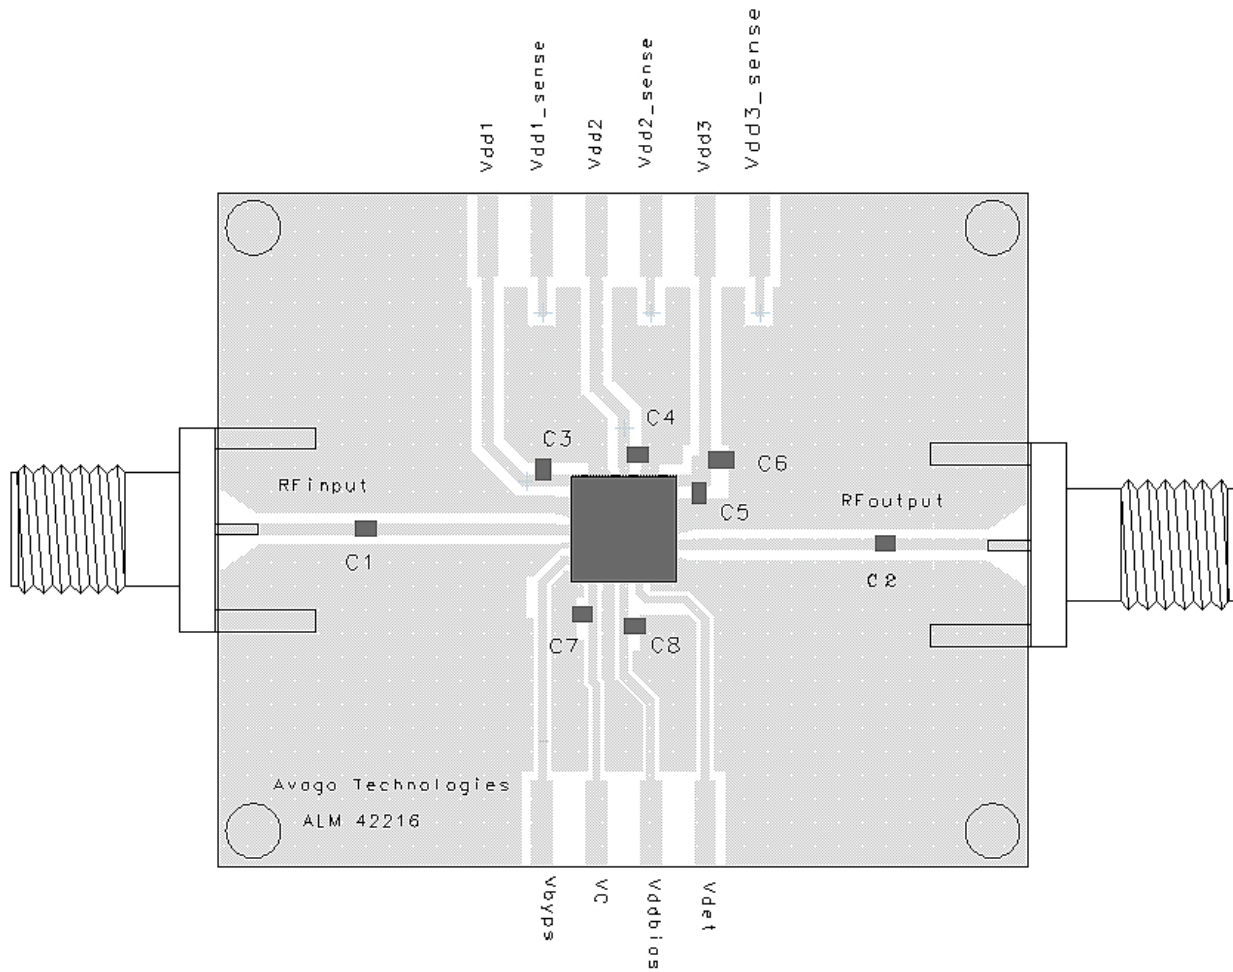 Vdd1
Vdd1_sense
Vdd2
Vdd2_sense
Vdd3
Vdd3_sense
C4
C3
C6
RFinput
RFoutput
C5
C1
C2
C7
C8
Avago Technologies
ALM 42216
Vbyps
VC
Vddbias
Vdet